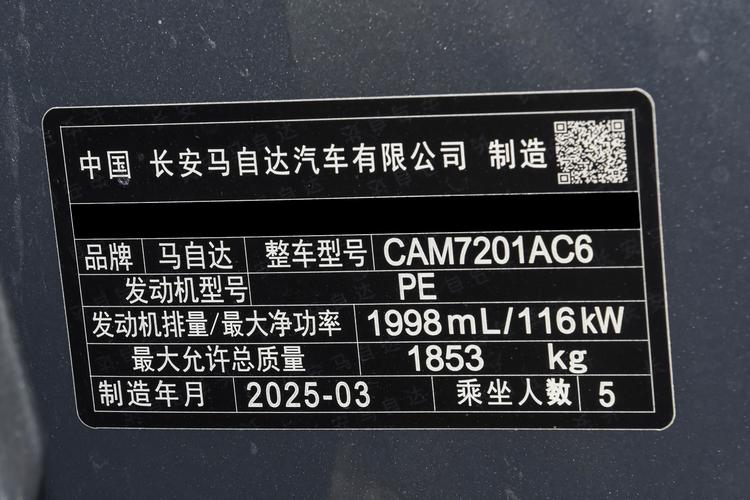 中国 长安马自达汽车有限公司 制造
品牌 马自达 整车型号 CAM7201AC6
发动机型号 PE
发动机排量/最大净功率 1998mL/116kW
最大允许总质量 1853 kg
制造年月 2025-03 乘坐人数 5